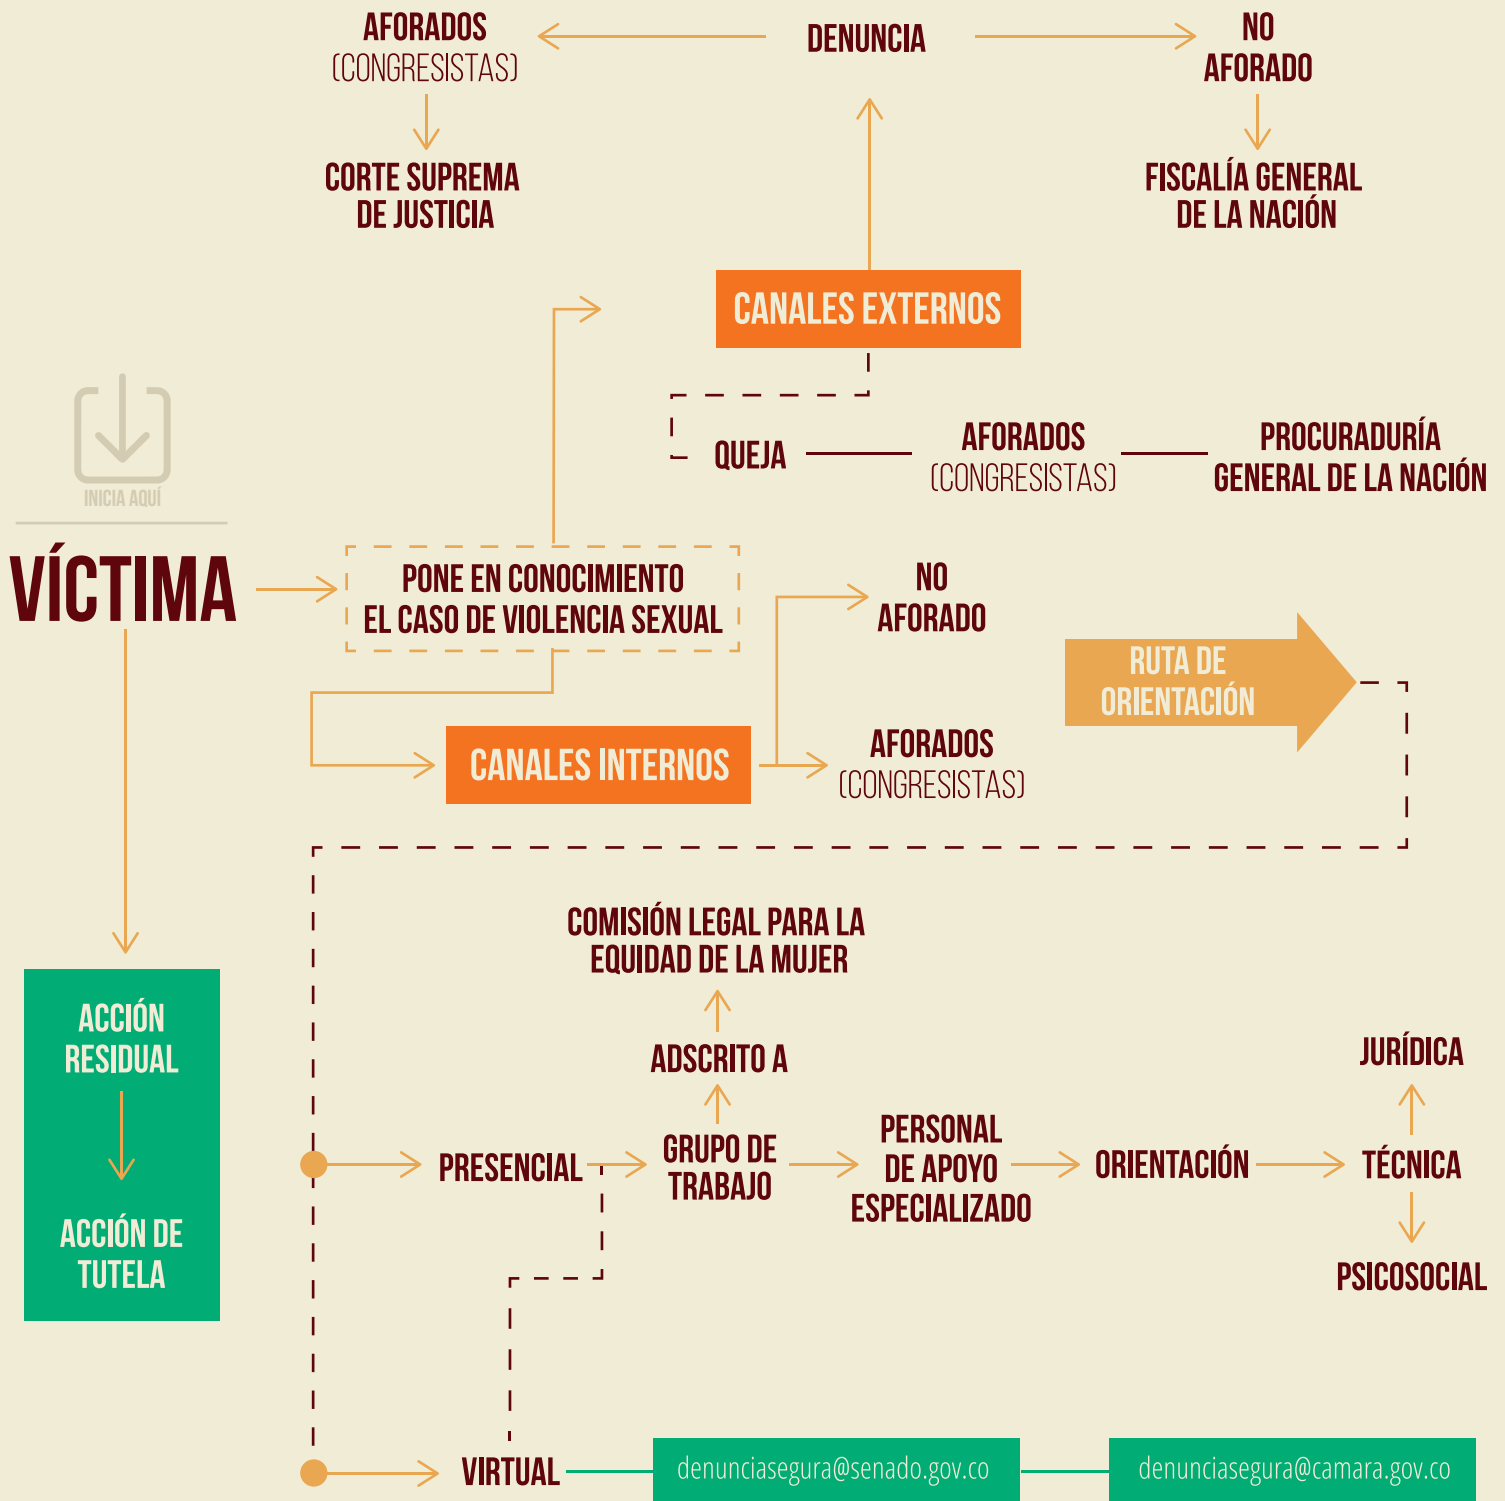 AFORADOS
(CONGRESISTAS)
DENUNCIA
NO
AFORADO
CORTE SUPREMA
DE JUSTICIA
FISCALÍA GENERAL
DE LA NACIÓN
CANALES EXTERNOS
QUEJA
AFORADOS
(CONGRESISTAS)
PROCURADURÍA
GENERAL DE LA NACIÓN
INICIA AQUÍ
VÍCTIMA
PONE EN CONOCIMIENTO
EL CASO DE VIOLENCIA SEXUAL
NO
AFORADO
RUTA DE
ORIENTACIÓN
CANALES INTERNOS
AFORADOS
(CONGRESISTAS)
COMISIÓN LEGAL PARA LA
EQUIDAD DE LA MUJER
ADSCRITO A
ACCIÓN
RESIDUAL
ACCIÓN DE
TUTELA
PRESENCIAL
GRUPO DE
TRABAJO
PERSONAL
DE APOYO
ESPECIALIZADO
ORIENTACIÓN
JURÍDICA
TÉCNICA
PSICOSOCIAL
VIRTUAL
denunciasegura@senado.gov.co
denunciasegura@camara.gov.co